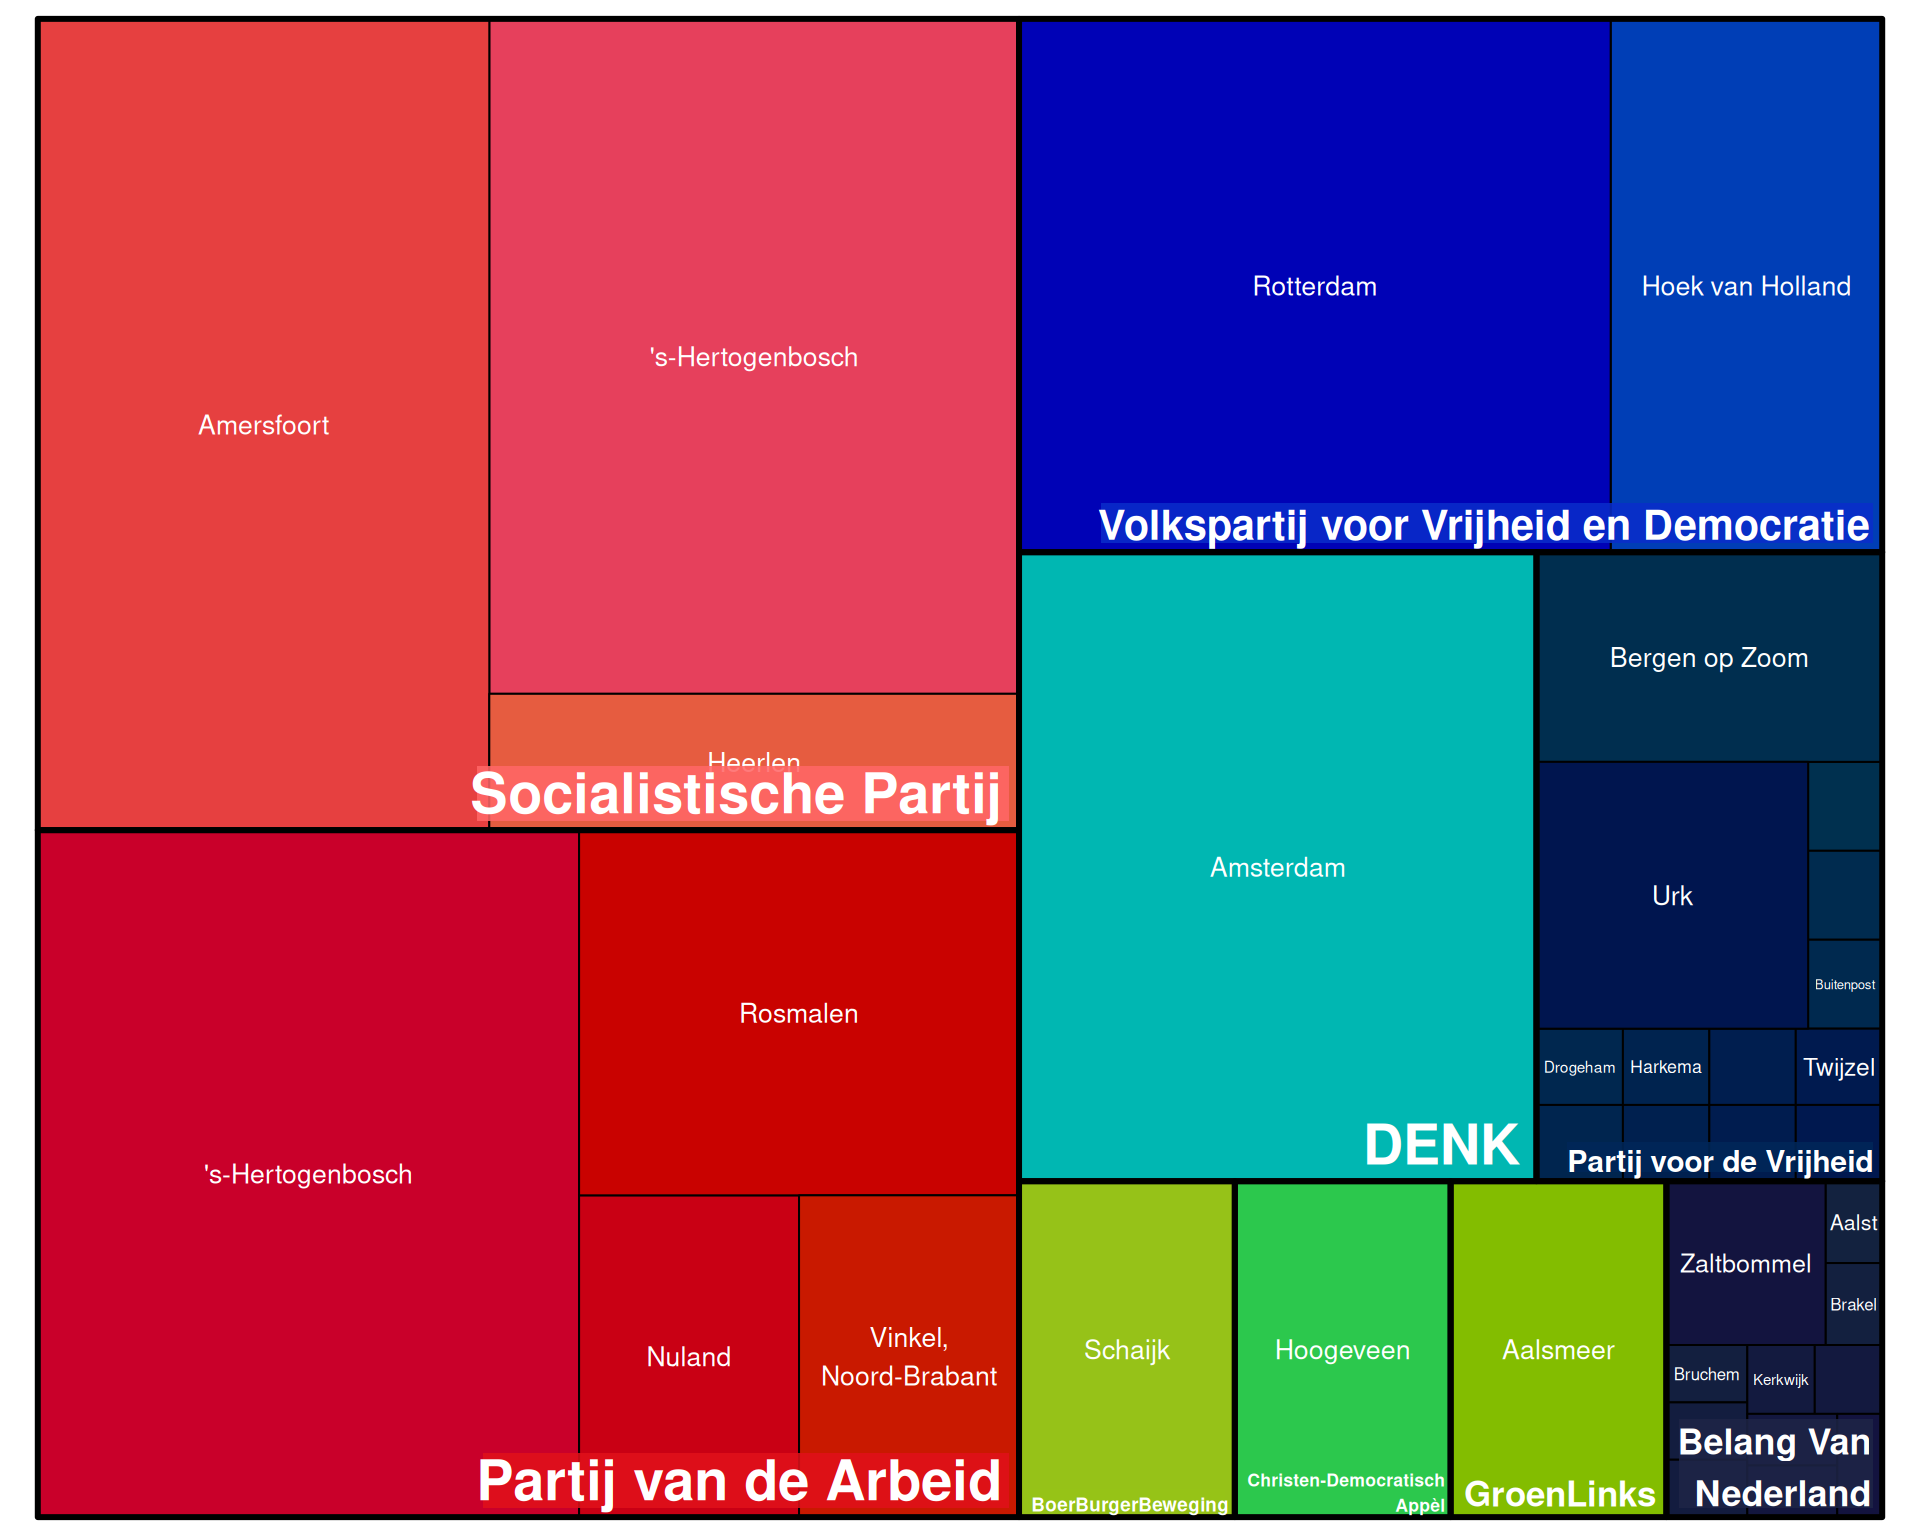 Amersfoort
's-Hertogenbosch
Heerlen
Socialistische Partij
's-Hertogenbosch
Rosmalen
Nuland
Vinkel,
Noord-Brabant
Partij van de Arbeid
Rotterdam
Hoek van Holland
Volkspartij voor Vrijheid en Democratie
Amsterdam
DENK
Bergen op Zoom
Urk
Buitenpost
Drogeham
Harkema
Twijzel
Partij voor de Vrijheid
Schaijk
BoerBurgerBeweging
Hoogeveen
Christen-Democratisch
Appèl
Aalsmeer
GroenLinks
Zaltbommel
Aalst
Brakel
Bruchem
Kerkwijk
Belang Van
Nederland